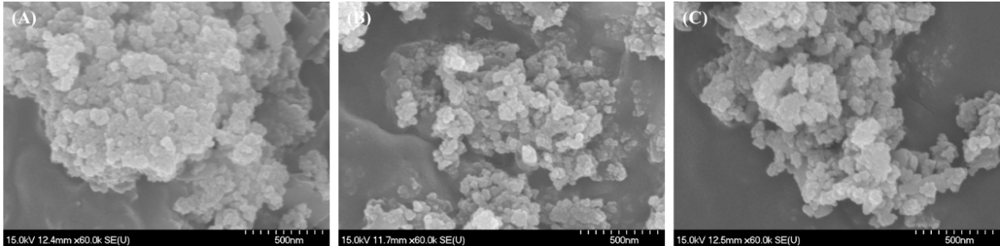 (A)
(B)
(C)
15.0kV 12.4mm x60.0k SE(U)
500nm
15.0kV 11.7mm x60.0k SE(U)
500nm
15.0kV 12.5mm x60.0k SE(U)
500nm